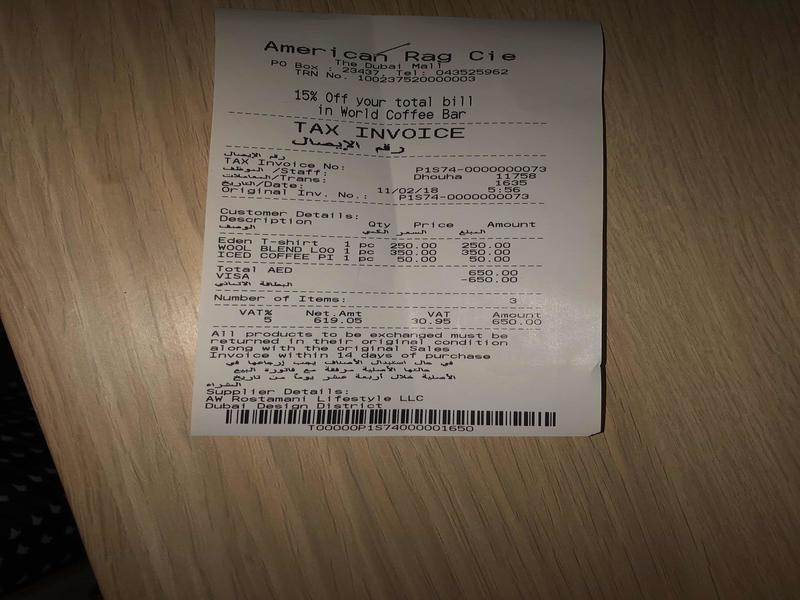 American Rag Cie
The Dubai Mall
PO Box : 23437, Tel: 043525962
TRN No. 100237520000003
15% Off your total bill
in World Coffee Bar
TAX INVOICE
رقم الإيصال
رقم الإيصال
TAX Invoice No: P1S74-0000000073
الموظف/Staff: Dhouha 11758
المعاملات/Trans: 1635
التاريخ/Date: 11/02/18 5:56
Original Inv. No.: P1S74-0000000073
Customer Details:
Description Qty Price Amount
الوصف الكمي السعر المبلغ
Eden T-shirt 1 pc 250.00 250.00
WOOL BLEND LOO 1 pc 350.00 350.00
ICED COFFEE PI 1 pc 50.00 50.00
Total AED 650.00
VISA -650.00
البطاقة الائتماني
Number of Items: 3
VAT% Net.Amt VAT Amount
5 619.05 30.95 650.00
All products to be exchanged must be
returned in their original condition
along with the original Sales
Invoice within 14 days of purchase
في حال استبدال الأصناف يجب إرجاعها في
حالتها الأصلية مرفقة مع فاتورة البيع
الأصلية خلال أربعة عشر يوماً من تاريخ
الشراء
Supplier Details:
AW Rostamani Lifestyle LLC
Dubai Design District
T00000P1S74000001650